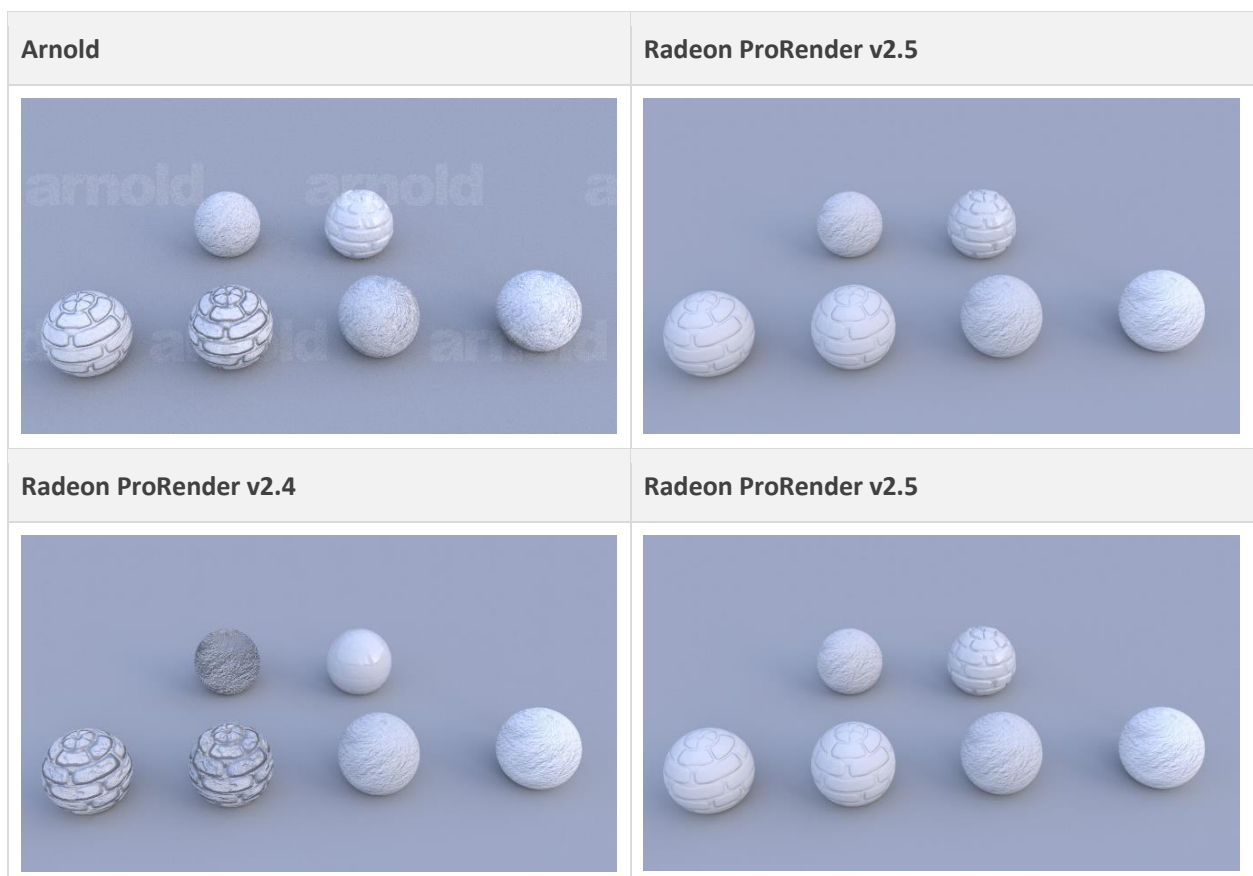 Arnold
Radeon ProRender v2.5
arnold
arnold
a
arnold
Radeon ProRender v2.4
Radeon ProRender v2.5